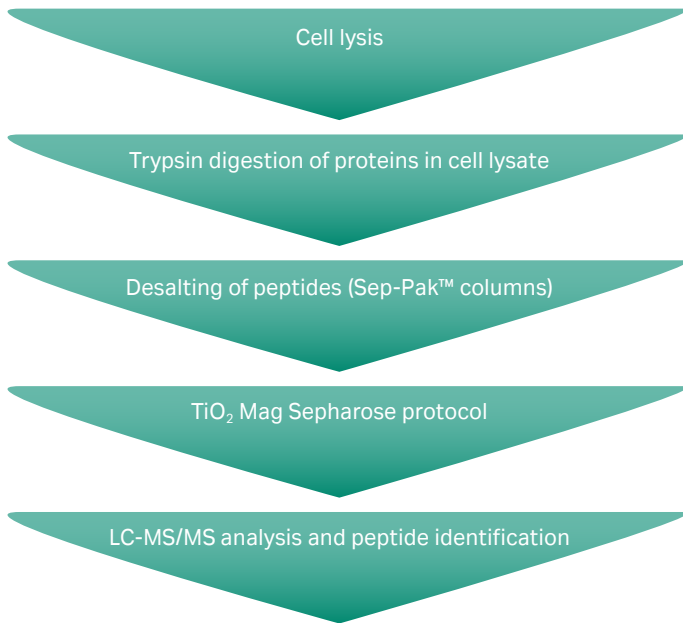 Cell lysis
Trypsin digestion of proteins in cell lysate
Desalting of peptides (Sep-Pak™ columns)
TiO₂ Mag Sepharose protocol
LC-MS/MS analysis and peptide identification